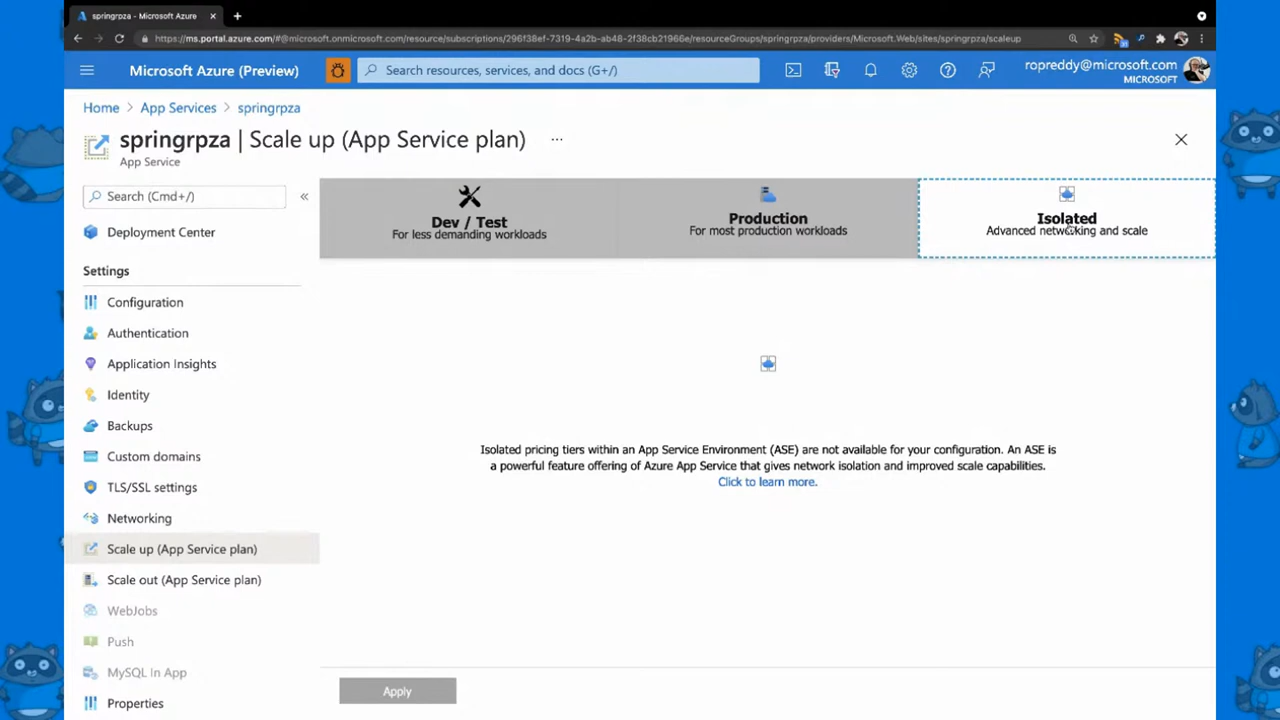 springrpza - Microsoft Azure
https://ms.portal.azure.com/#@microsoft.onmicrosoft.com/resource/subscriptions/296f38ef-7319-4a2b-ab48-2f38cb21966e/resourceGroups/springrpza/providers/Microsoft.Web/sites/springrpza/scaleup
Microsoft Azure (Preview)
Search resources, services, and docs (G+/)
ropreddy@microsoft.com
MICROSOFT
Home > App Services > springrpza
springrpza | Scale up (App Service plan) ...
App Service
Search (Cmd+/)
«
Deployment Center
Settings
Configuration
Authentication
Application Insights
Identity
Backups
Custom domains
TLS/SSL settings
Networking
Scale up (App Service plan)
Scale out (App Service plan)
WebJobs
Push
MySQL In App
Properties
Dev / Test
For less demanding workloads
Production
For most production workloads
Isolated
Advanced networking and scale
Isolated pricing tiers within an App Service Environment (ASE) are not available for your configuration. An ASE is
a powerful feature offering of Azure App Service that gives network isolation and improved scale capabilities.
Click to learn more.
Apply